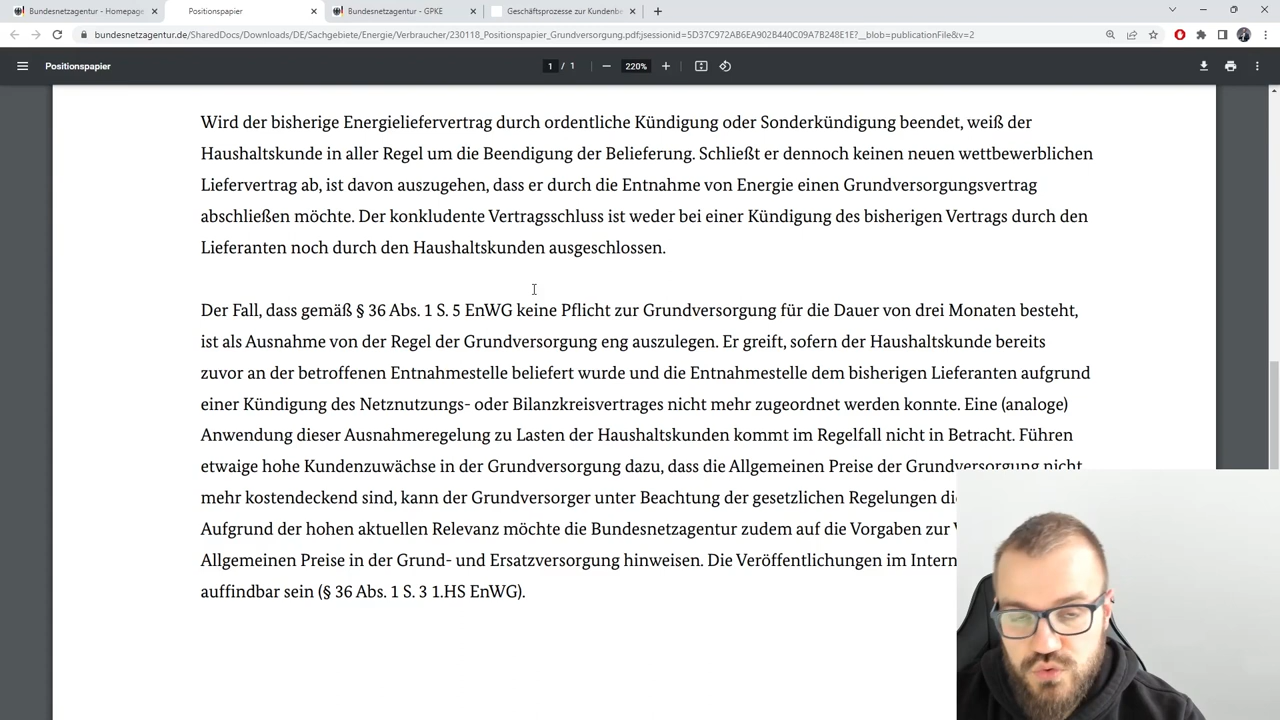 Bundesnetzagentur - Homepage
Positionspapier
Bundesnetzagentur - GPKE
Geschäftsprozesse zur Kundenbe
bundesnetzagentur.de/SharedDocs/Downloads/DE/Sachgebiete/Energie/Verbraucher/230118_Positionspapier_Grundversorgung.pdf;jsessionid=5D37C972AB6EA902B440C09A7B248E1E?__blob=publicationFile&v=2
Positionspapier
1 / 1
220%
Wird der bisherige Energieliefervertrag durch ordentliche Kündigung oder Sonderkündigung beendet, weiß der
Haushaltskunde in aller Regel um die Beendigung der Belieferung. Schließt er dennoch keinen neuen wettbewerblichen
Liefervertrag ab, ist davon auszugehen, dass er durch die Entnahme von Energie einen Grundversorgungsvertrag
abschließen möchte. Der konkludente Vertragsschluss ist weder bei einer Kündigung des bisherigen Vertrags durch den
Lieferanten noch durch den Haushaltskunden ausgeschlossen.
Der Fall, dass gemäß § 36 Abs. 1 S. 5 EnWG keine Pflicht zur Grundversorgung für die Dauer von drei Monaten besteht,
ist als Ausnahme von der Regel der Grundversorgung eng auszulegen. Er greift, sofern der Haushaltskunde bereits
zuvor an der betroffenen Entnahmestelle beliefert wurde und die Entnahmestelle dem bisherigen Lieferanten aufgrund
einer Kündigung des Netznutzungs- oder Bilanzkreisvertrages nicht mehr zugeordnet werden konnte. Eine (analoge)
Anwendung dieser Ausnahmeregelung zu Lasten der Haushaltskunden kommt im Regelfall nicht in Betracht. Führen
etwaige hohe Kundenzuwächse in der Grundversorgung dazu, dass die Allgemeinen Preise der Grundversorgung nicht
mehr kostendeckend sind, kann der Grundversorger unter Beachtung der gesetzlichen Regelungen
Aufgrund der hohen aktuellen Relevanz möchte die Bundesnetzagentur zudem auf die Vorgaben zur
Allgemeinen Preise in der Grund- und Ersatzversorgung hinweisen. Die Veröffentlichungen im
auffindbar sein (§ 36 Abs. 1 S. 3 1.HS EnWG).